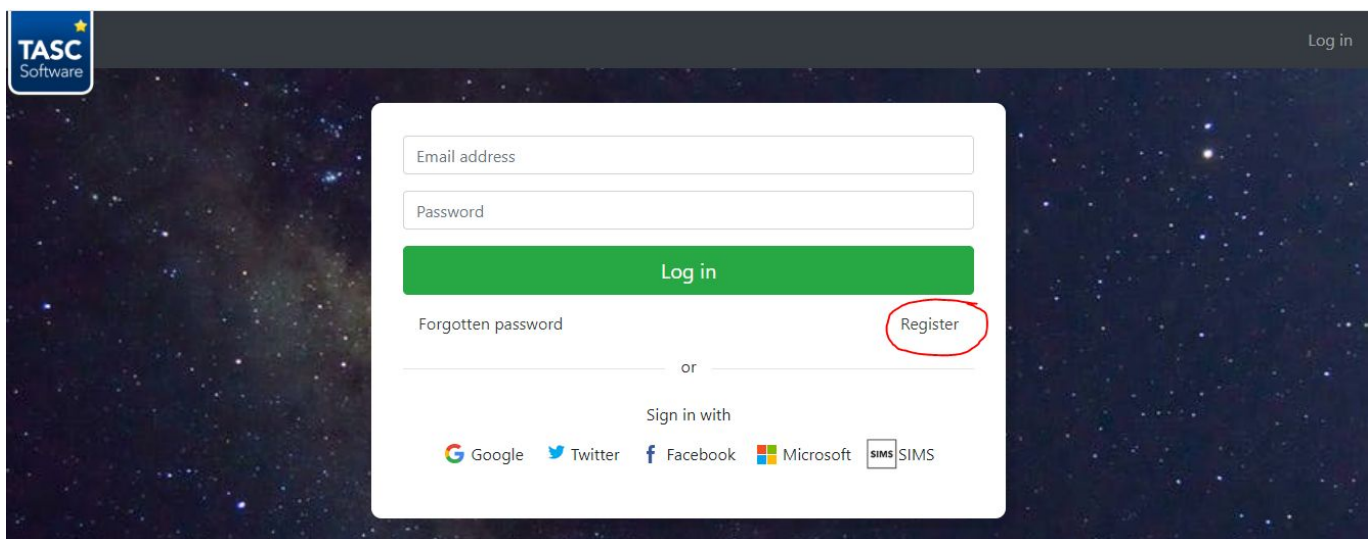 TASC
Software
Log in
Email address
Password
Log in
Forgotten password Register
or
Sign in with
Google Twitter Facebook Microsoft SIMS SIMS